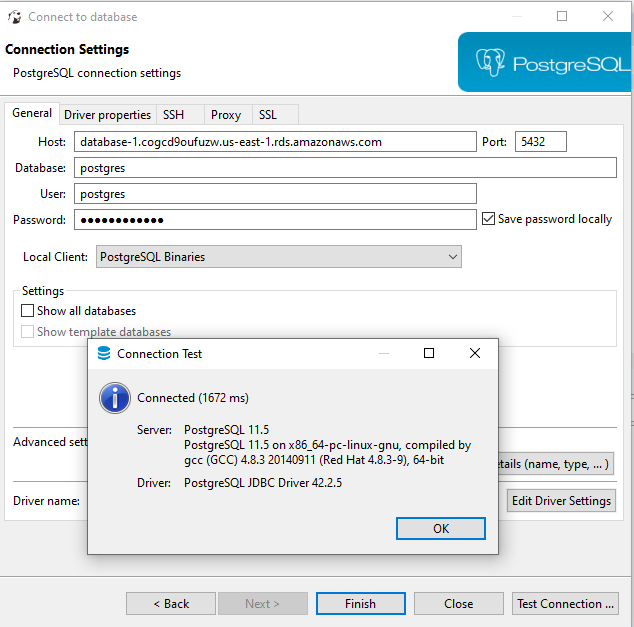 Connect to database
Connection Settings
PostgreSQL connection settings
PostgreSQL
General Driver properties SSH Proxy SSL
Host: database-1.cogcd9oufuzw.us-east-1.rds.amazonaws.com Port: 5432
Database: postgres
User: postgres
Password: ●●●●●●●●●●●● Save password locally
Local Client: PostgreSQL Binaries
Settings
Show all databases
Show template databases
Connection Test
Connected (1672 ms)
Server: PostgreSQL 11.5
PostgreSQL 11.5 on x86_64-pc-linux-gnu, compiled by
gcc (GCC) 4.8.3 20140911 (Red Hat 4.8.3-9), 64-bit
Driver: PostgreSQL JDBC Driver 42.2.5
OK
Advanced sett
etails (name, type, ... )
Driver name:
Edit Driver Settings
< Back Next > Finish Close Test Connection ...